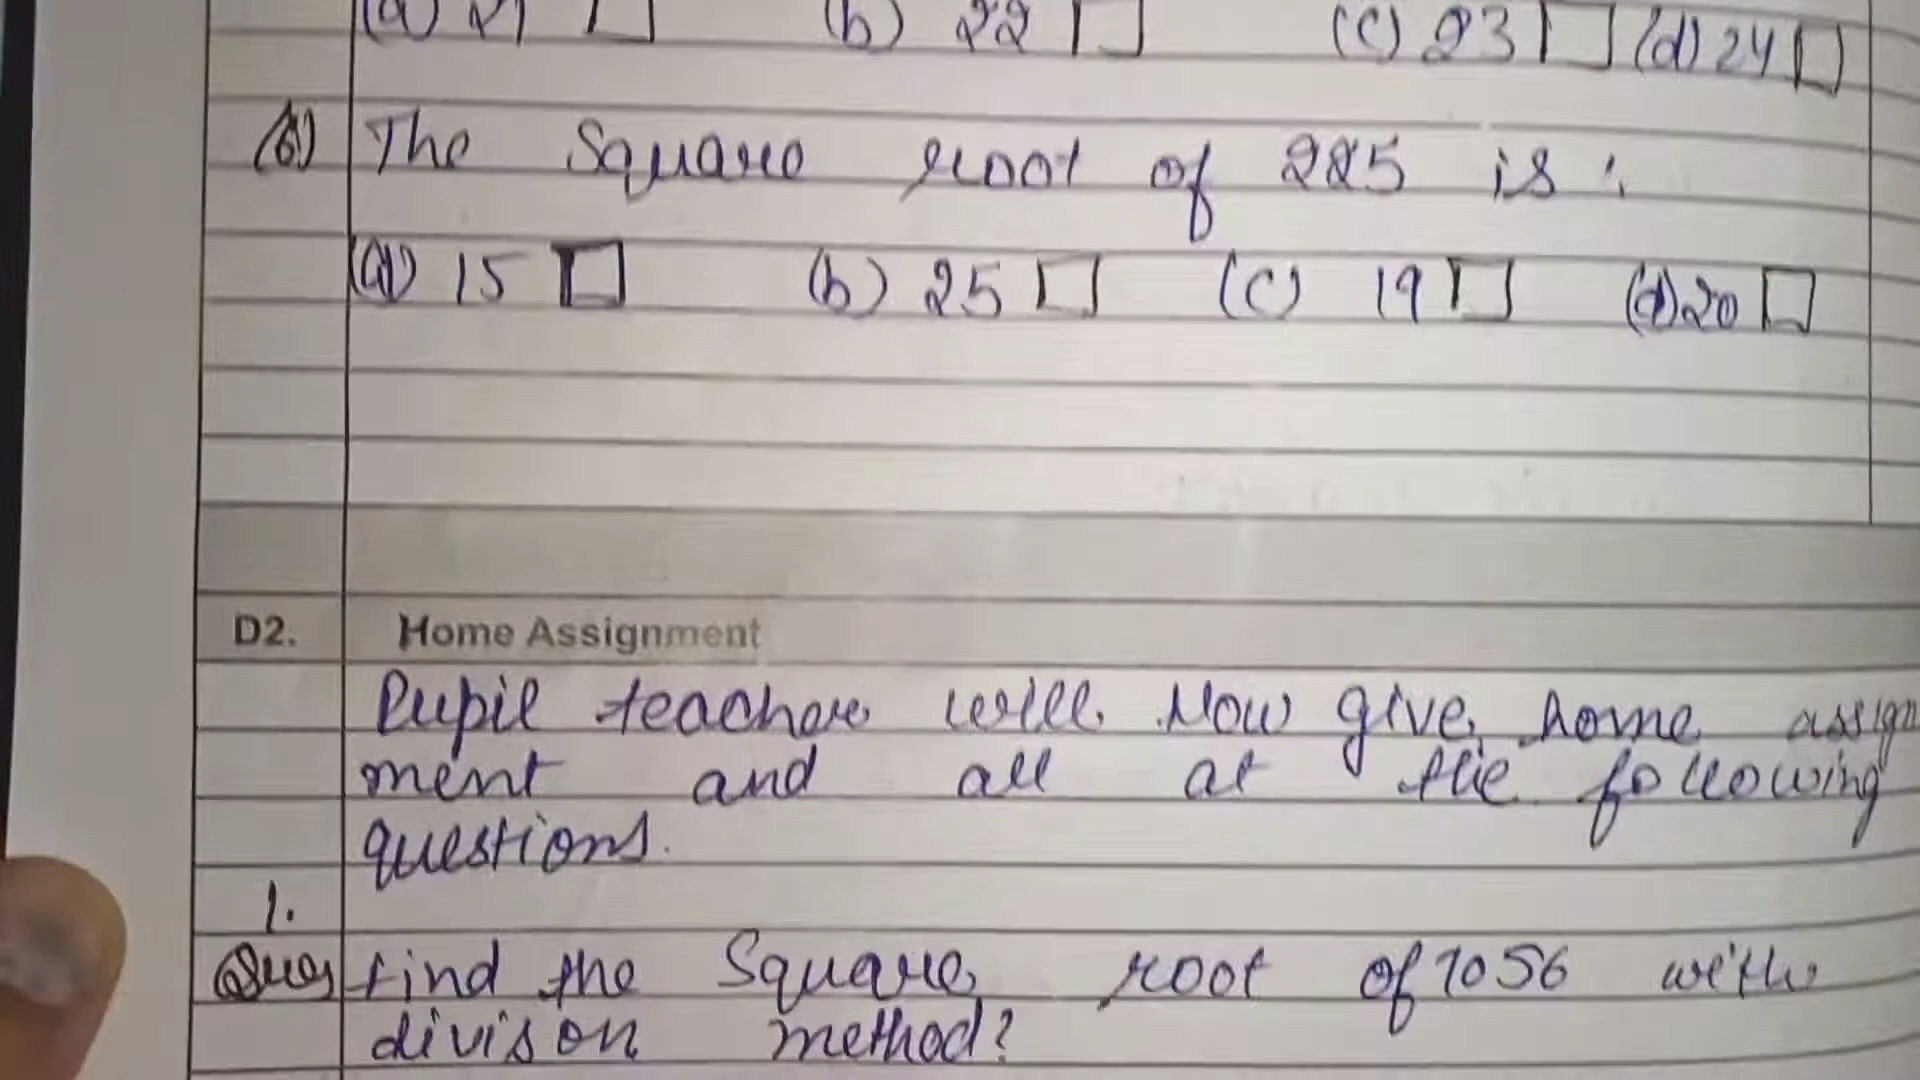 (a) 21 (b) 22 (c) 23 (d) 24
(b) The Square root of 225 is :
(a) 15 (b) 25 (c) 19 (d) 20
D2. Home Assignment
Pupil teacher will Now give home assign
ment and all at the following
questions.
1.
Ques find the Square root of 1056 with
divison method?